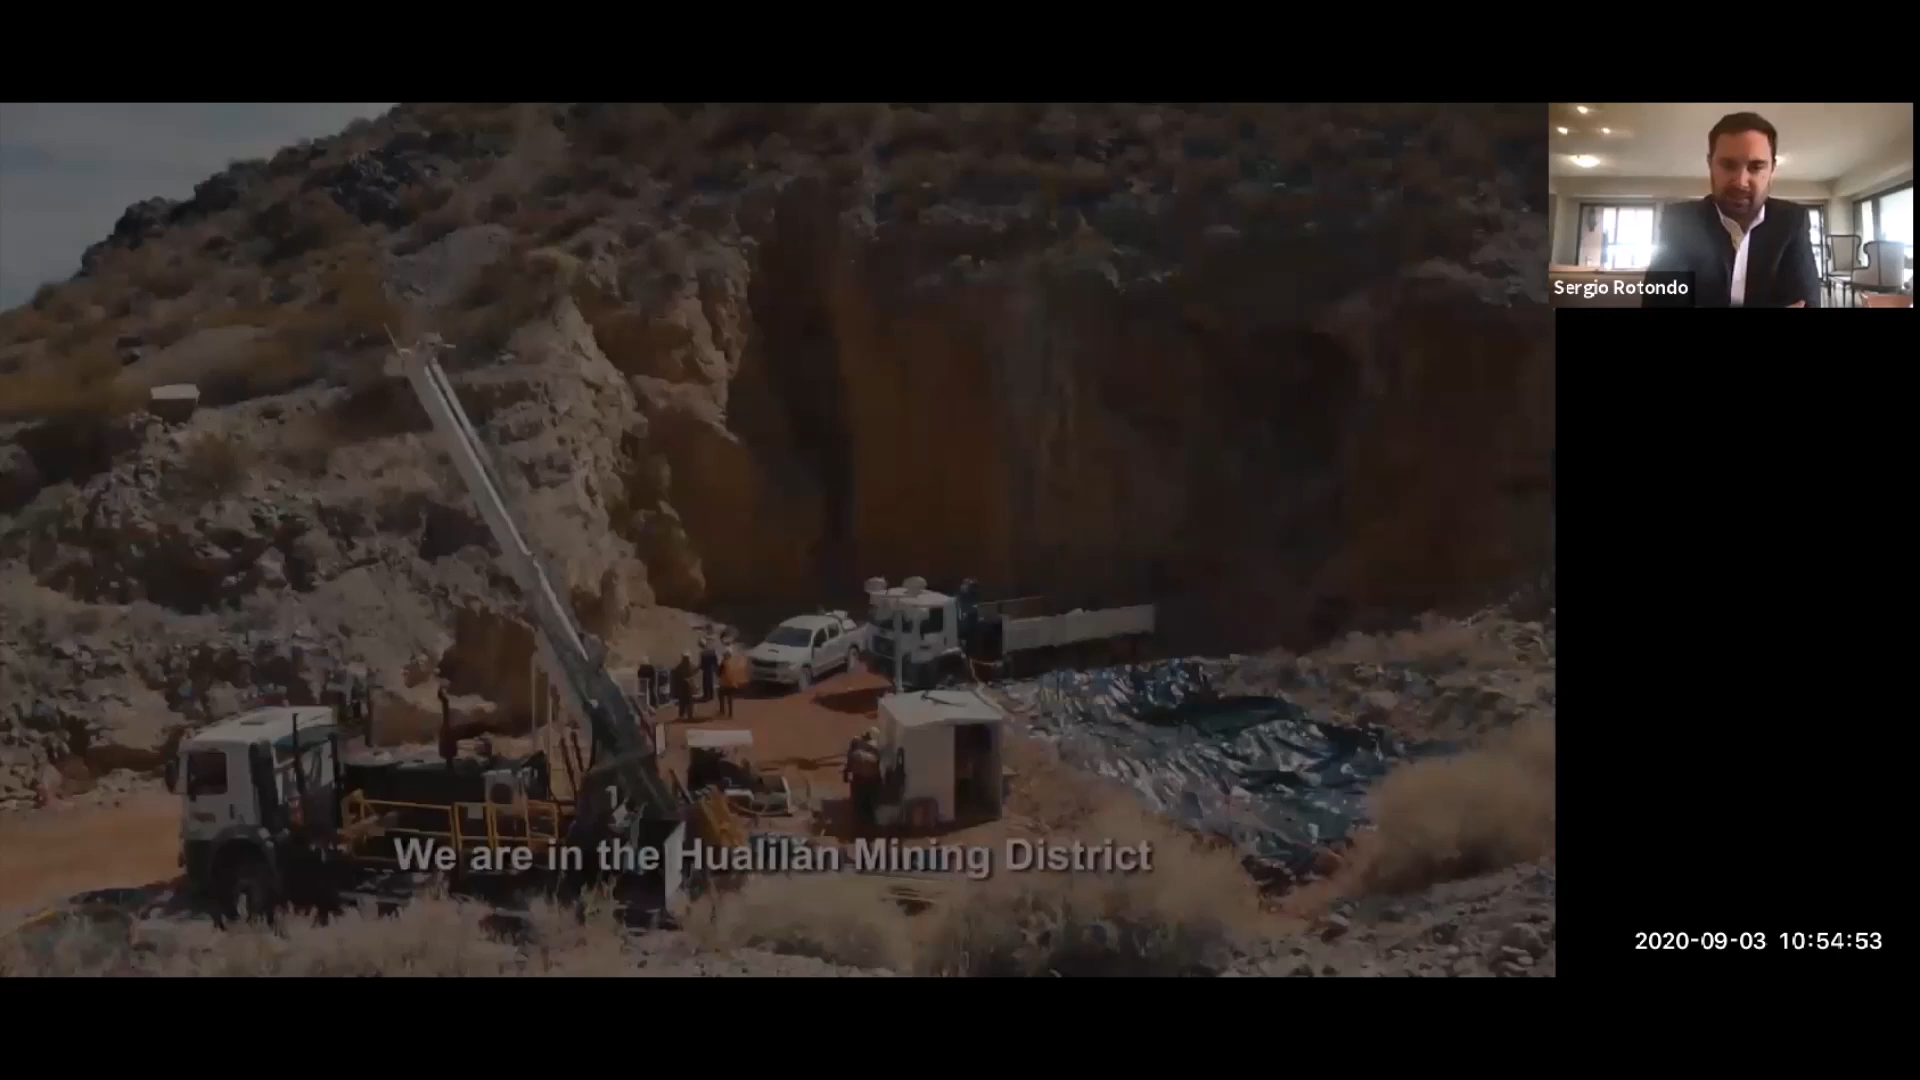 Sergio Rotondo
We are in the Hualilán Mining District
2020-09-03 10:54:53